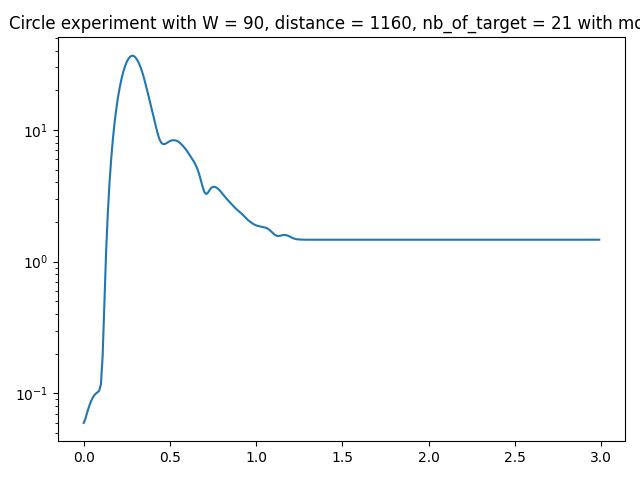 Circle experiment with W = 90, distance = 1160, nb_of_target = 21 with
10¹
10⁰
10⁻¹
0.0 0.5 1.0 1.5 2.0 2.5 3.0